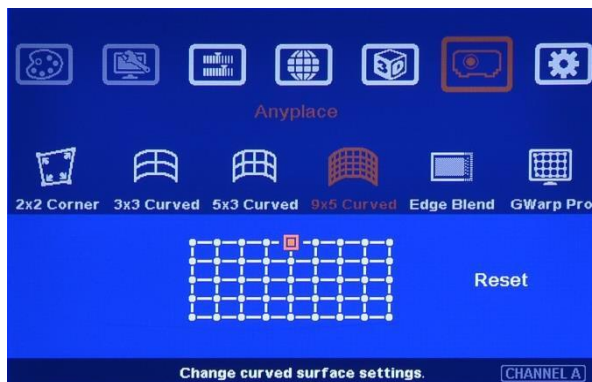 3D
Anyplace
2x2 Corner 3x3 Curved 5x3 Curved 9x5 Curved Edge Blend GWarp Pro
Reset
Change curved surface settings.
CHANNEL A